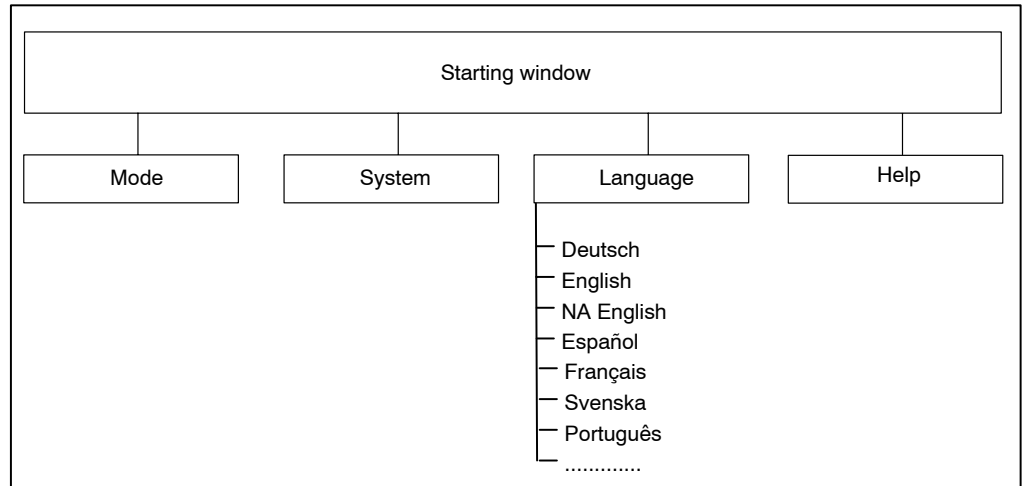 Starting window
Mode
System
Language
Help
Deutsch
English
NA English
Español
Français
Svenska
Português
.............